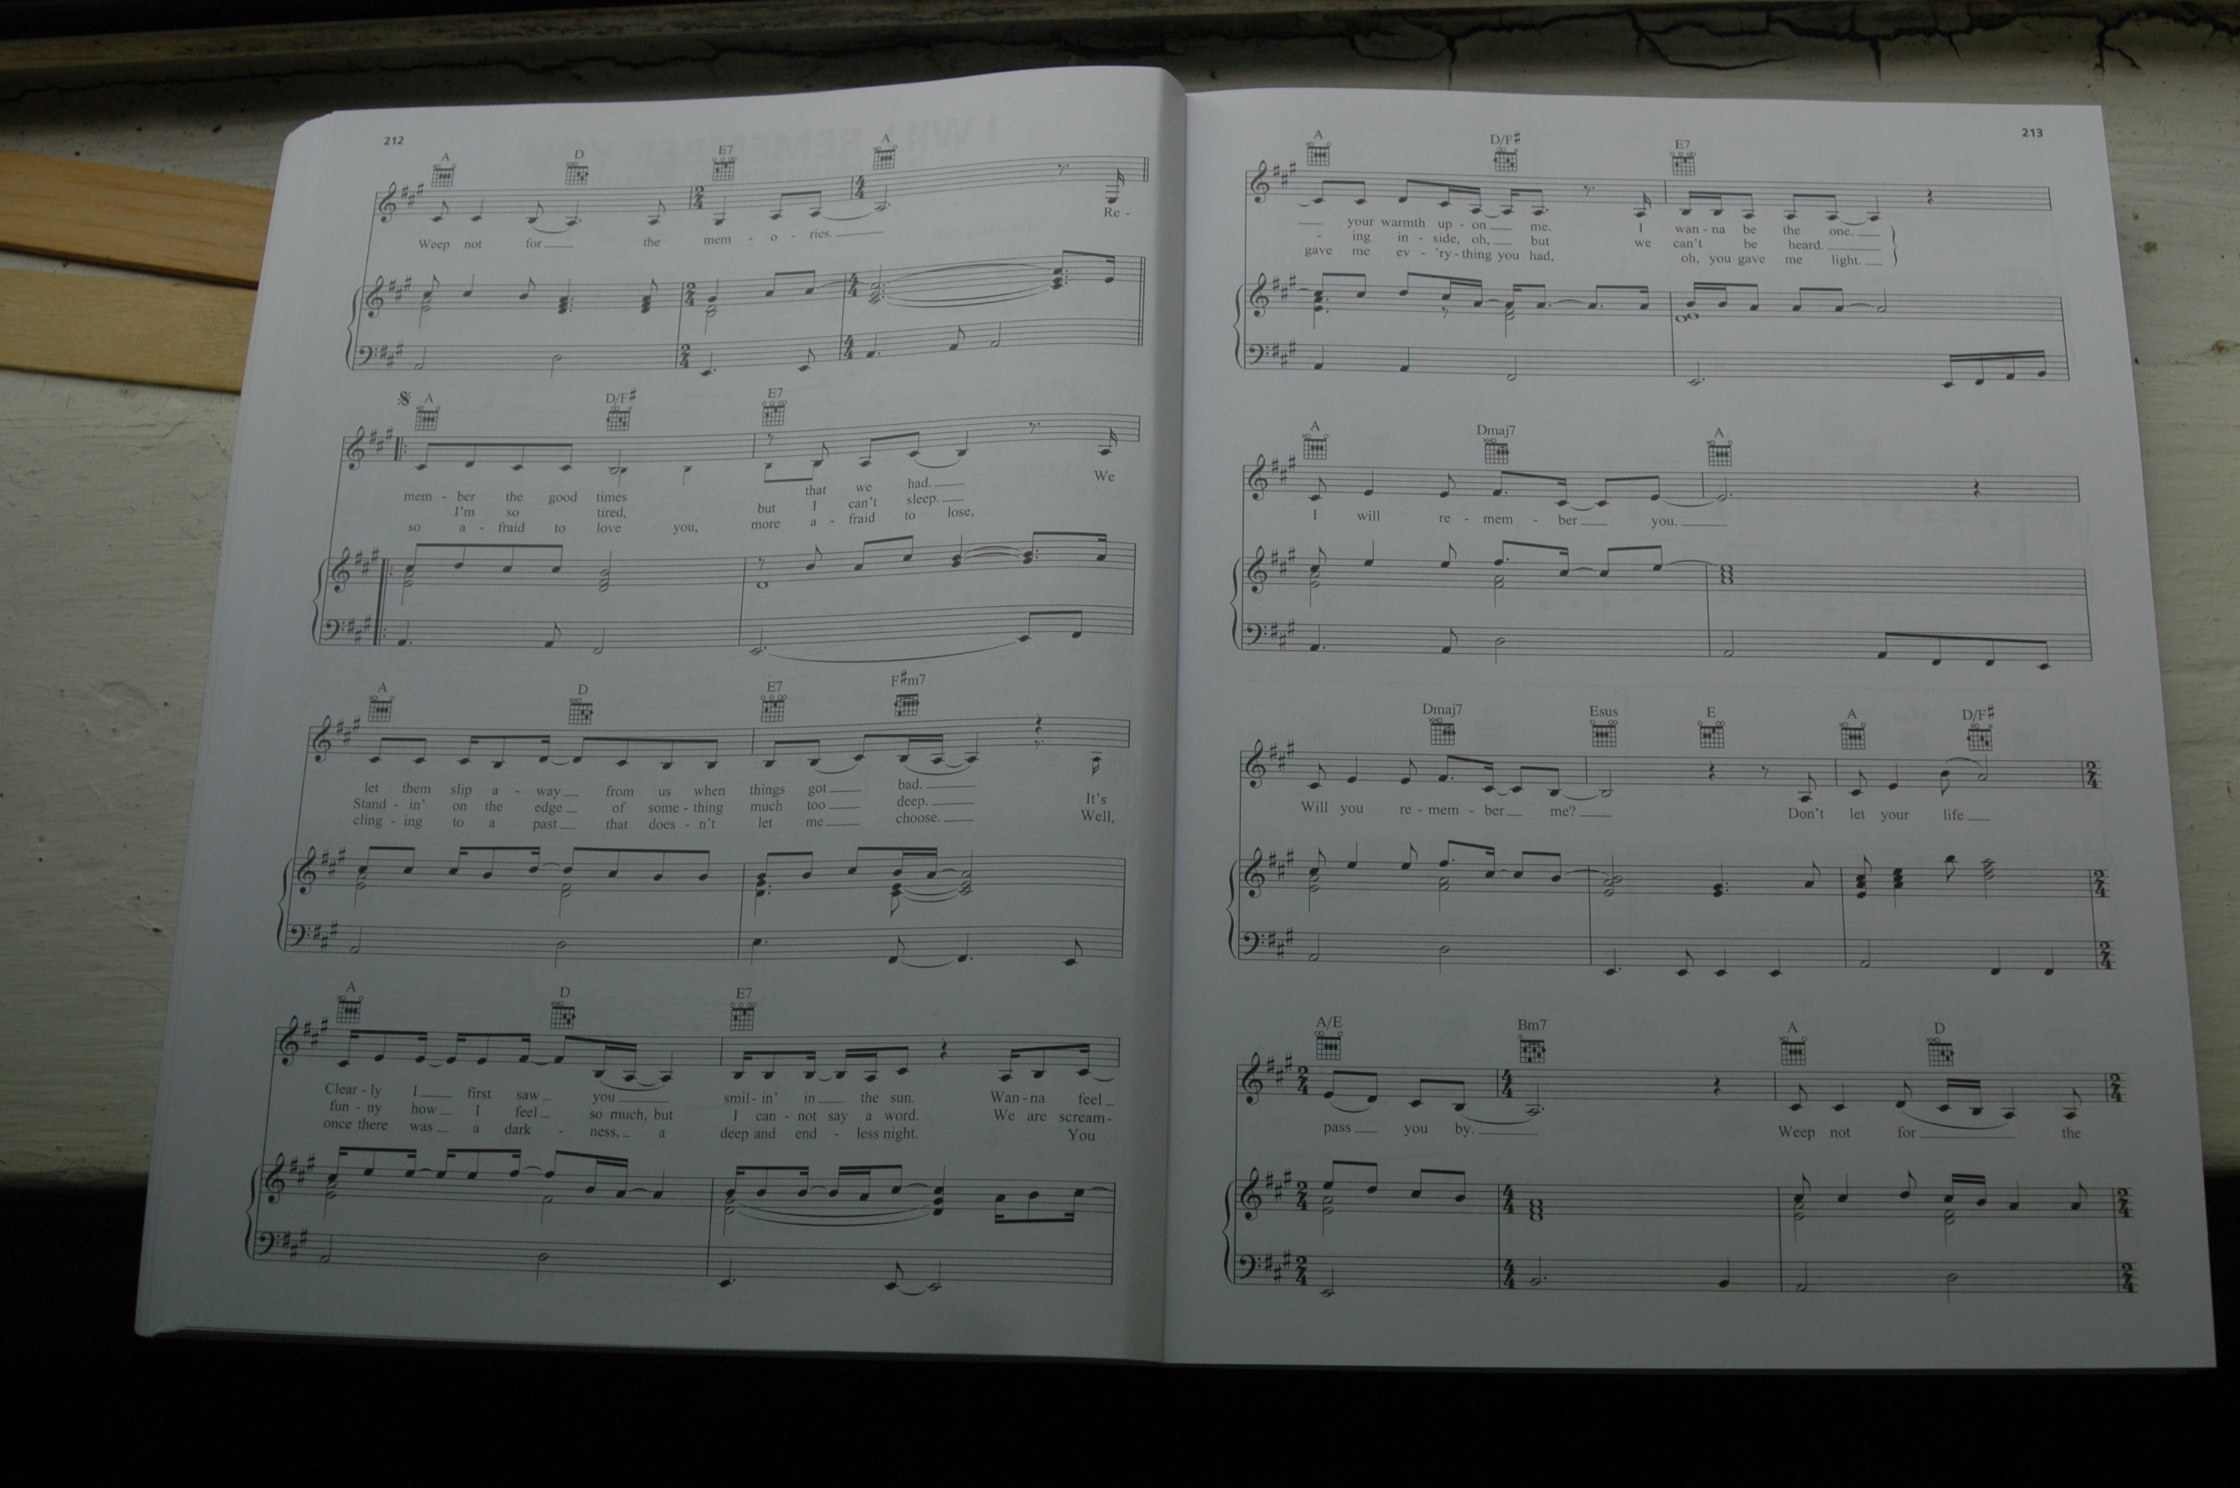 212
A D E7 A
Weep not for the mem - o - ries. Re -
A D/F# E7
mem - ber the good times that we had. We
I'm so tired, but I can't sleep.
so a - fraid to love you, more a - fraid to lose,
A D E7 F#m7
let them slip a - way from us when things got bad.
Stand - in' on the edge of some - thing much too deep. It's
cling - ing to a past that does - n't let me choose. Well,
A D E7
Clear - ly I first saw you smil - in' in the sun. Wan - na feel
fun - ny how I feel so much, but I can - not say a word. We are scream -
once there was a dark - ness, a deep and end - less night. You
213
A D/F# E7
your warmth up - on me. I wan - na be the one.
- ing in - side, oh, but we can't be heard.
gave me ev - 'ry - thing you had, oh, you gave me light.
A Dmaj7 A
I will re - mem - ber you.
Dmaj7 Esus E A D/F#
Will you re - mem - ber me? Don't let your life
A/E Bm7 A D
pass you by. Weep not for the